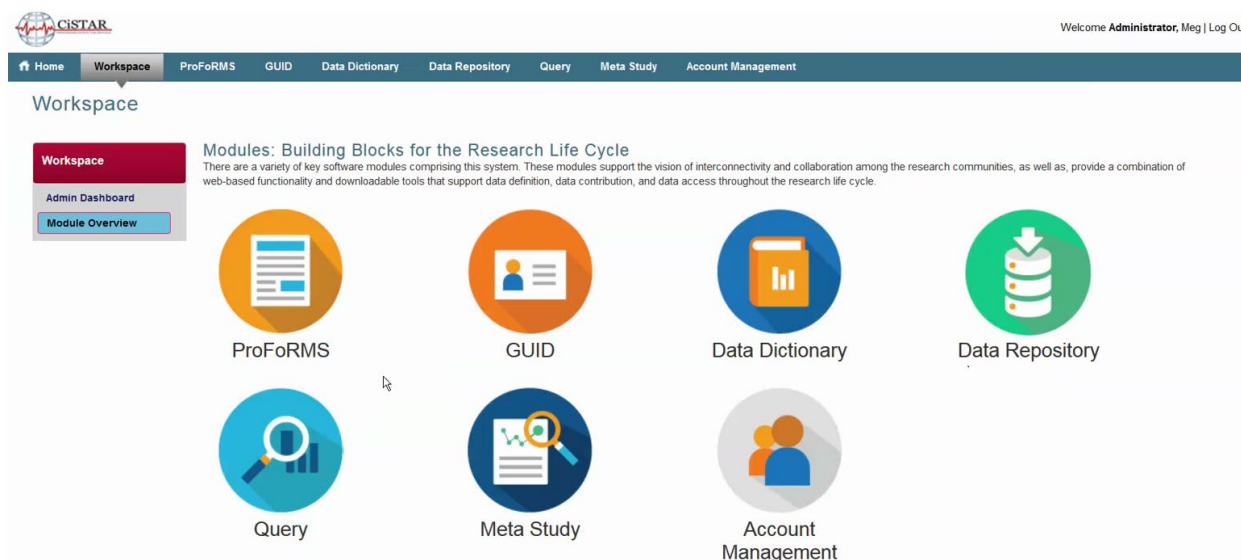 CiSTAR
Welcome Administrator, Meg | Log Ou
Home Workspace ProFoRMS GUID Data Dictionary Data Repository Query Meta Study Account Management
Workspace
Workspace
Admin Dashboard
Module Overview
Modules: Building Blocks for the Research Life Cycle
There are a variety of key software modules comprising this system. These modules support the vision of interconnectivity and collaboration among the research communities, as well as, provide a combination of
web-based functionality and downloadable tools that support data definition, data contribution, and data access throughout the research life cycle.
ProFoRMS
GUID
Data Dictionary
Data Repository
Query
Meta Study
Account
Management